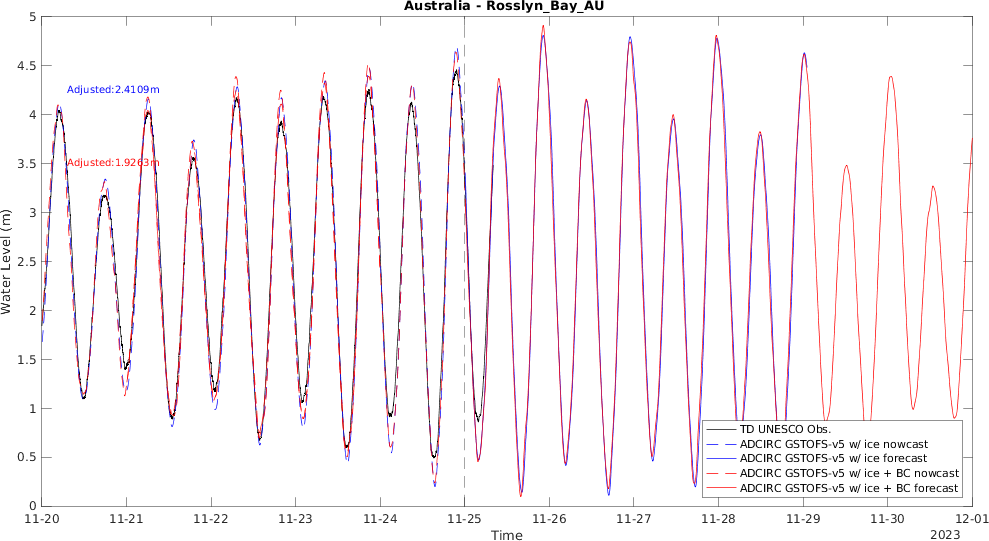 Australia - Rosslyn_Bay_AU
5
4.5
4
3.5
3
2.5
2
1.5
1
0.5
0
Water Level (m)
Adjusted:2.4109m
Adjusted:1.9263m
TD UNESCO Obs.
ADCIRC GSTOFS-v5 w/ ice nowcast
ADCIRC GSTOFS-v5 w/ ice forecast
ADCIRC GSTOFS-v5 w/ ice + BC nowcast
ADCIRC GSTOFS-v5 w/ ice + BC forecast
11-20 11-21 11-22 11-23 11-24 11-25 11-26 11-27 11-28 11-29 11-30 12-01
Time
2023